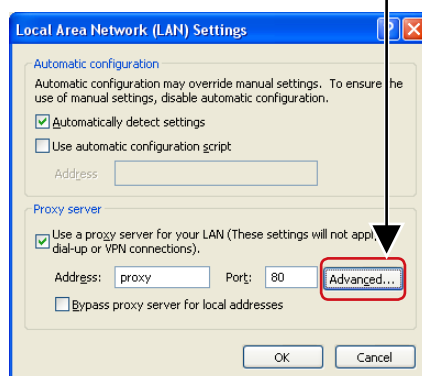 Local Area Network (LAN) Settings
Automatic configuration
Automatic configuration may override manual settings. To ensure the
use of manual settings, disable automatic configuration.
Automatically detect settings
Use automatic configuration script
Address
Proxy server
Use a proxy server for your LAN (These settings will not apply
dial-up or VPN connections).
Address: proxy Port: 80 Advanced...
Bypass proxy server for local addresses
OK Cancel